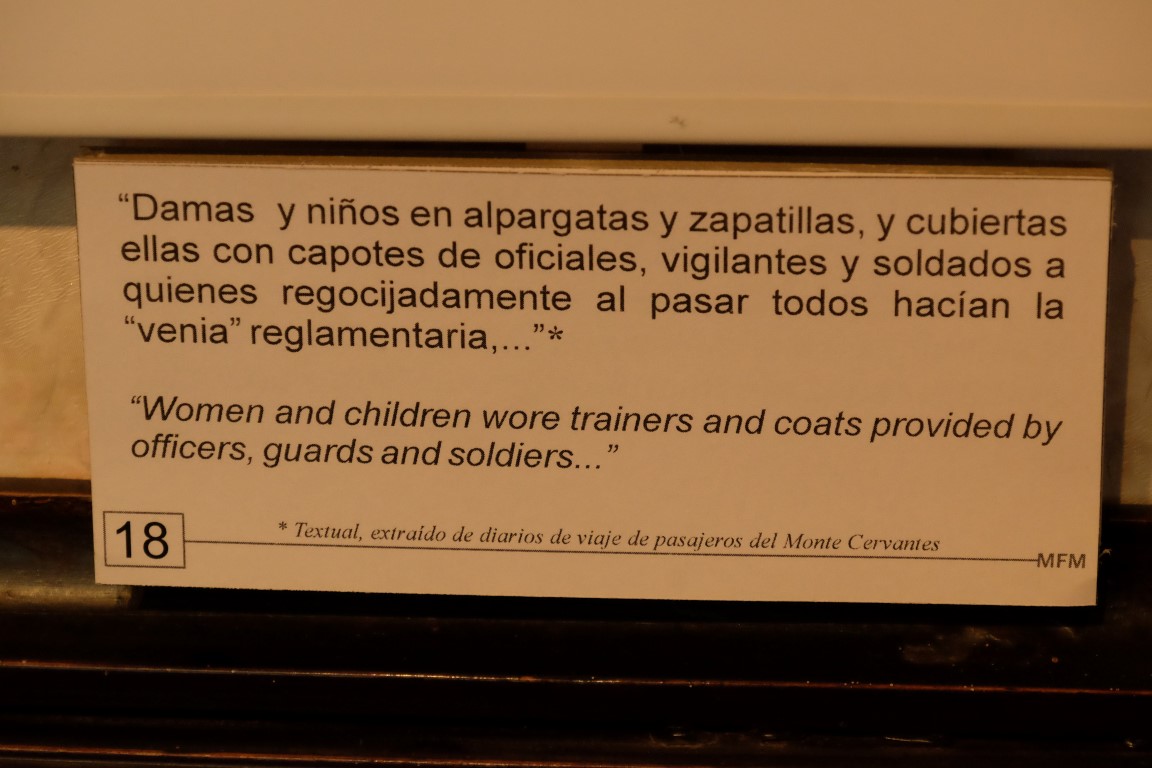 “Damas y niños en alpargatas y zapatillas, y cubiertas
ellas con capotes de oficiales, vigilantes y soldados a
quienes regocijadamente al pasar todos hacían la
“venia” reglamentaria,...”*
“Women and children wore trainers and coats provided by
officers, guards and soldiers...”
* Textual, extraído de diarios de viaje de pasajeros del Monte Cervantes
18
MFM